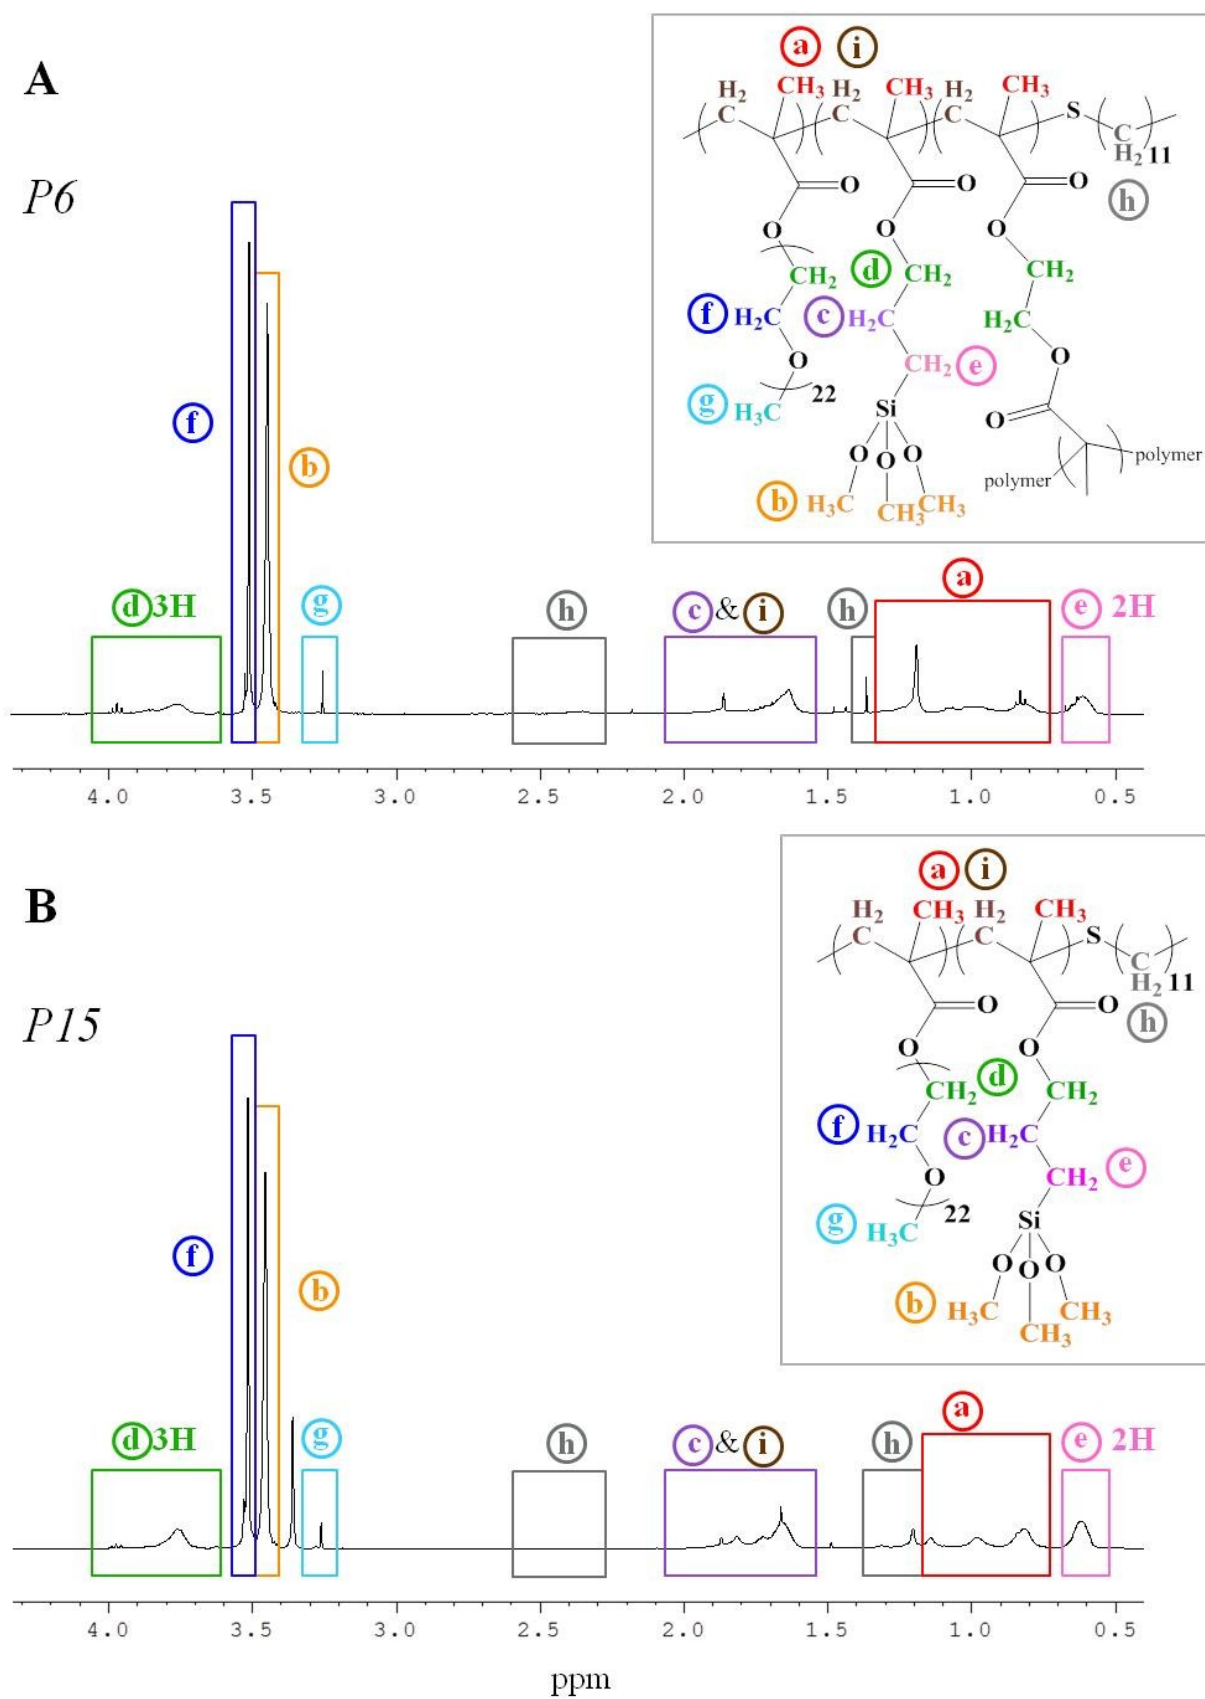 A
P6
a i
H2 CH3 H2 CH3 H2 CH3
C C C S C
H2 11
O O O h
O O O
CH2 d CH2 CH2
f H2C c H2C H2C
O CH2 e O
g H3C 22 Si O
O O O
b H3C CH3 CH3
polymer polymer
f
b
d 3H g h c & i h a e 2H
4.0 3.5 3.0 2.5 2.0 1.5 1.0 0.5
B
P15
a i
H2 CH3 H2 CH3
C C S C
H2 11
O O h
O O
CH2 d CH2
f H2C c H2C
O CH2 e
g H3C 22 Si
O O O
b H3C CH3 CH3
f
b
d 3H g h c & i h a e 2H
4.0 3.5 3.0 2.5 2.0 1.5 1.0 0.5
ppm